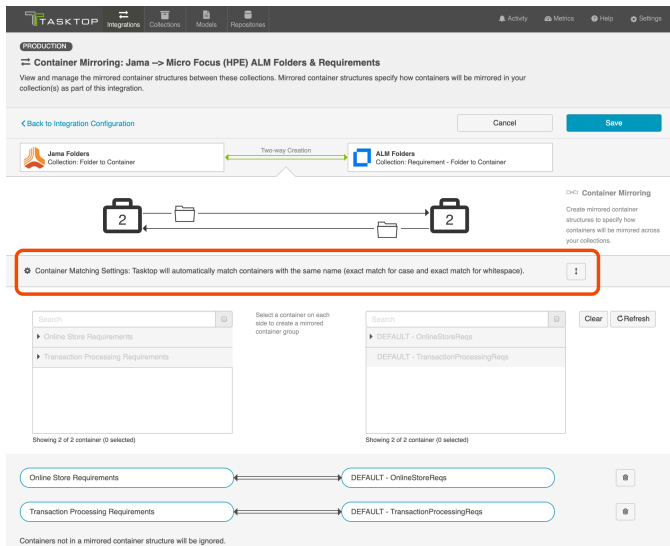 TASKTOP
Integrations
Collections
Models
Repositories
Activity
Metrics
Help
Settings
PRODUCTION
Container Mirroring: Jama --> Micro Focus (HPE) ALM Folders & Requirements
View and manage the mirrored container structures between these collections. Mirrored container structures specify how containers will be mirrored in your
collection(s) as part of this integration.
Back to Integration Configuration
Cancel
Save
Jama Folders
Collection: Folder to Container
Two-way Creation
ALM Folders
Collection: Requirement - Folder to Container
2
2
Container Mirroring
Create mirrored container
structures to specify how
containers will be mirrored across
your collections.
Container Matching Settings: Tasktop will automatically match containers with the same name (exact match for case and exact match for whitespace).
Search
Online Store Requirements
Transaction Processing Requirements
Showing 2 of 2 container (0 selected)
Select a container on each
side to create a mirrored
container group
Search
DEFAULT - OnlineStoreReqs
DEFAULT - TransactionProcessingReqs
Showing 2 of 2 container (0 selected)
Clear
Refresh
Online Store Requirements
DEFAULT - OnlineStoreReqs
Transaction Processing Requirements
DEFAULT - TransactionProcessingReqs
Containers not in a mirrored container structure will be ignored.